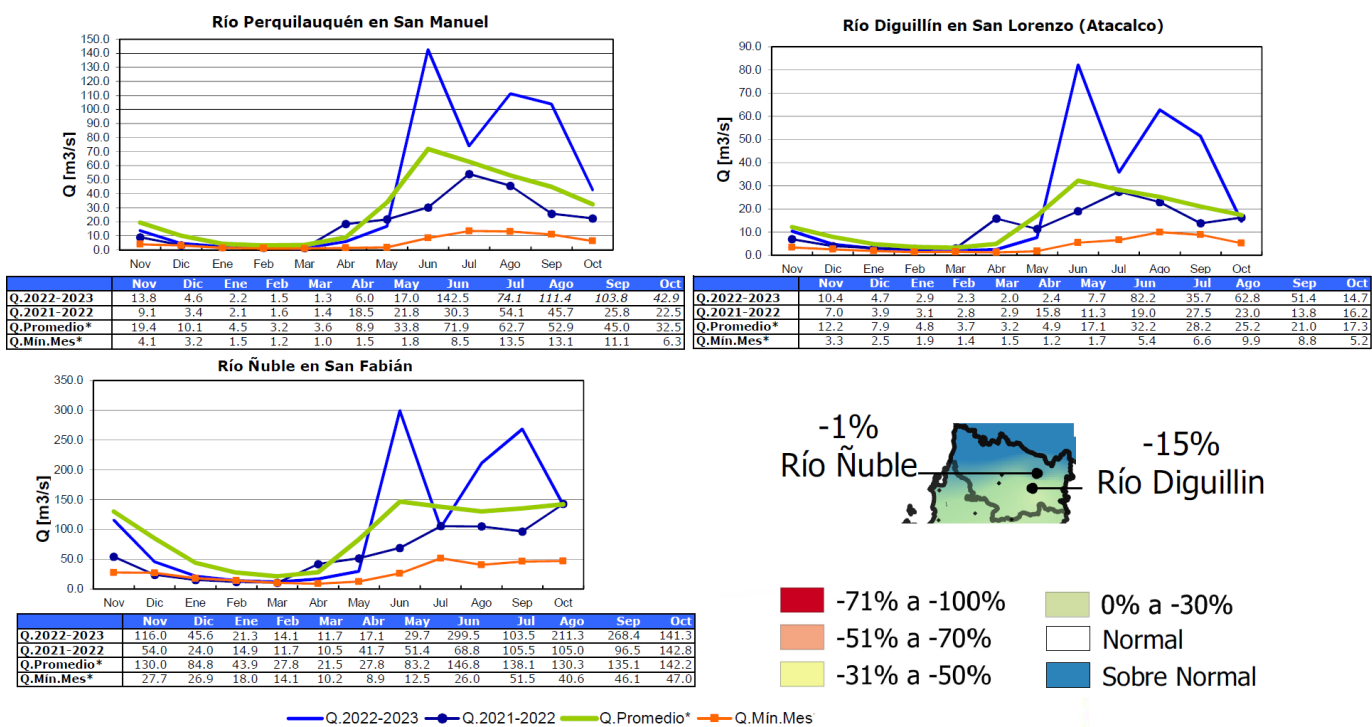 Río Perquilauquén en San Manuel
Q [m3/s]
150.0
140.0
130.0
120.0
110.0
100.0
90.0
80.0
70.0
60.0
50.0
40.0
30.0
20.0
10.0
0.0
Nov Dic Ene Feb Mar Abr May Jun Jul Ago Sep Oct
Nov Dic Ene Feb Mar Abr May Jun Jul Ago Sep Oct
Q.2022-2023 13.8 4.6 2.2 1.5 1.3 6.0 17.0 142.5 74.1 111.4 103.8 42.9
Q.2021-2022 9.1 3.4 2.1 1.6 1.4 18.5 21.8 30.3 54.1 45.7 25.8 22.5
Q.Promedio* 19.4 10.1 4.5 3.2 3.6 8.9 33.8 71.9 62.7 52.9 45.0 32.5
Q.Mín.Mes* 4.1 3.2 1.5 1.2 1.0 1.5 1.8 8.5 13.5 13.1 11.1 6.3
Río Diguillín en San Lorenzo (Atacalco)
Q [m3/s]
90.0
80.0
70.0
60.0
50.0
40.0
30.0
20.0
10.0
0.0
Nov Dic Ene Feb Mar Abr May Jun Jul Ago Sep Oct
Nov Dic Ene Feb Mar Abr May Jun Jul Ago Sep Oct
Q.2022-2023 10.4 4.7 2.9 2.3 2.0 2.4 7.7 82.2 35.7 62.8 51.4 14.7
Q.2021-2022 7.0 3.9 3.1 2.8 2.9 15.8 11.3 19.0 27.5 23.0 13.8 16.2
Q.Promedio* 12.2 7.9 4.8 3.7 3.2 4.9 17.1 32.2 28.2 25.2 21.0 17.3
Q.Mín.Mes* 3.3 2.5 1.9 1.4 1.5 1.2 1.7 5.4 6.6 9.9 8.8 5.2
Río Ñuble en San Fabián
Q [m3/s]
350.0
300.0
250.0
200.0
150.0
100.0
50.0
0.0
Nov Dic Ene Feb Mar Abr May Jun Jul Ago Sep Oct
Nov Dic Ene Feb Mar Abr May Jun Jul Ago Sep Oct
Q.2022-2023 116.0 45.6 21.3 14.1 11.7 17.1 29.7 299.5 103.5 211.3 268.4 141.3
Q.2021-2022 54.0 24.0 14.9 11.7 10.5 41.7 51.4 68.8 105.5 105.0 96.5 142.8
Q.Promedio* 130.0 84.8 43.9 27.8 21.5 27.8 83.2 146.8 138.1 130.3 135.1 142.2
Q.Mín.Mes* 27.7 26.9 18.0 14.1 10.2 8.9 12.5 26.0 51.5 40.6 46.1 47.0
-1%
Río Ñuble
-15%
Río Diguillin
-71% a -100%
-51% a -70%
-31% a -50%
0% a -30%
Normal
Sobre Normal
Q.2022-2023 Q.2021-2022 Q.Promedio* Q.Mín.Mes